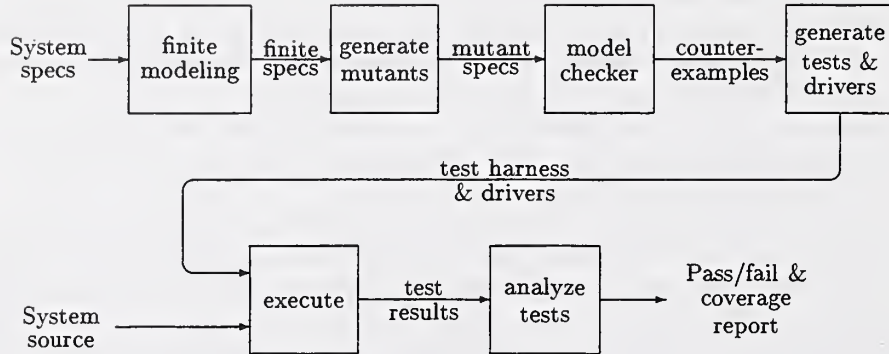 System
specs
finite
modeling
finite
specs
generate
mutants
mutant
specs
model
checker
counter-
examples
generate
tests &
drivers
test harness
& drivers
System
source
execute
test
results
analyze
tests
Pass/fail &
coverage
report